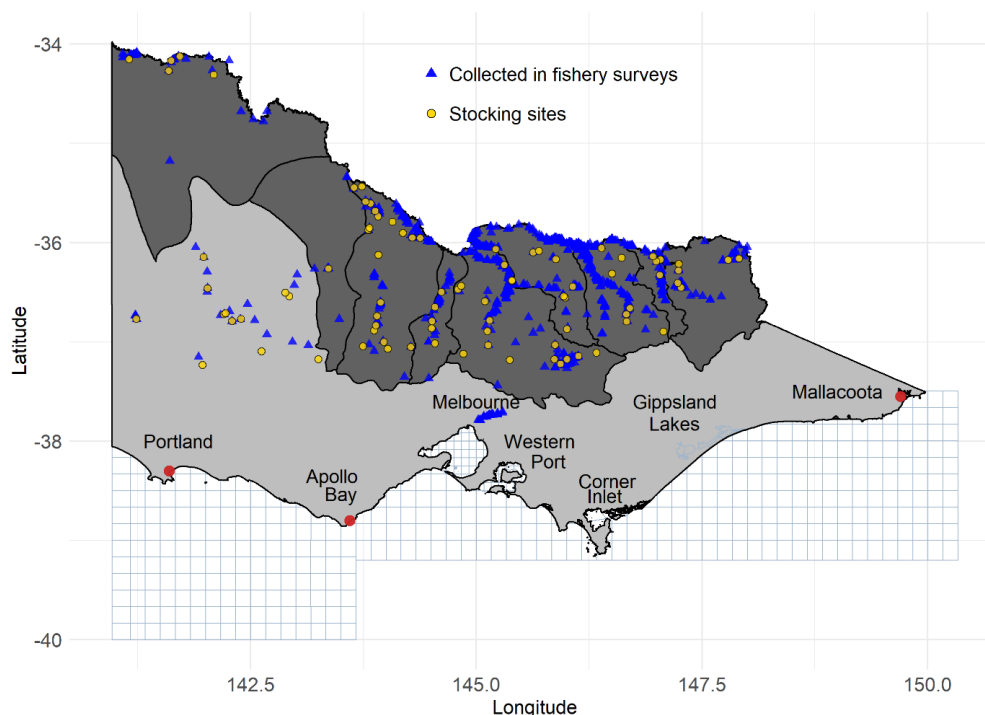 -34
Collected in fishery surveys
Stocking sites
-36
Latitude
Melbourne
Mallacoota
Gippsland
Lakes
-38
Portland
Western
Port
Apollo
Bay
Corner
Inlet
-40
142.5
145.0
147.5
150.0
Longitude